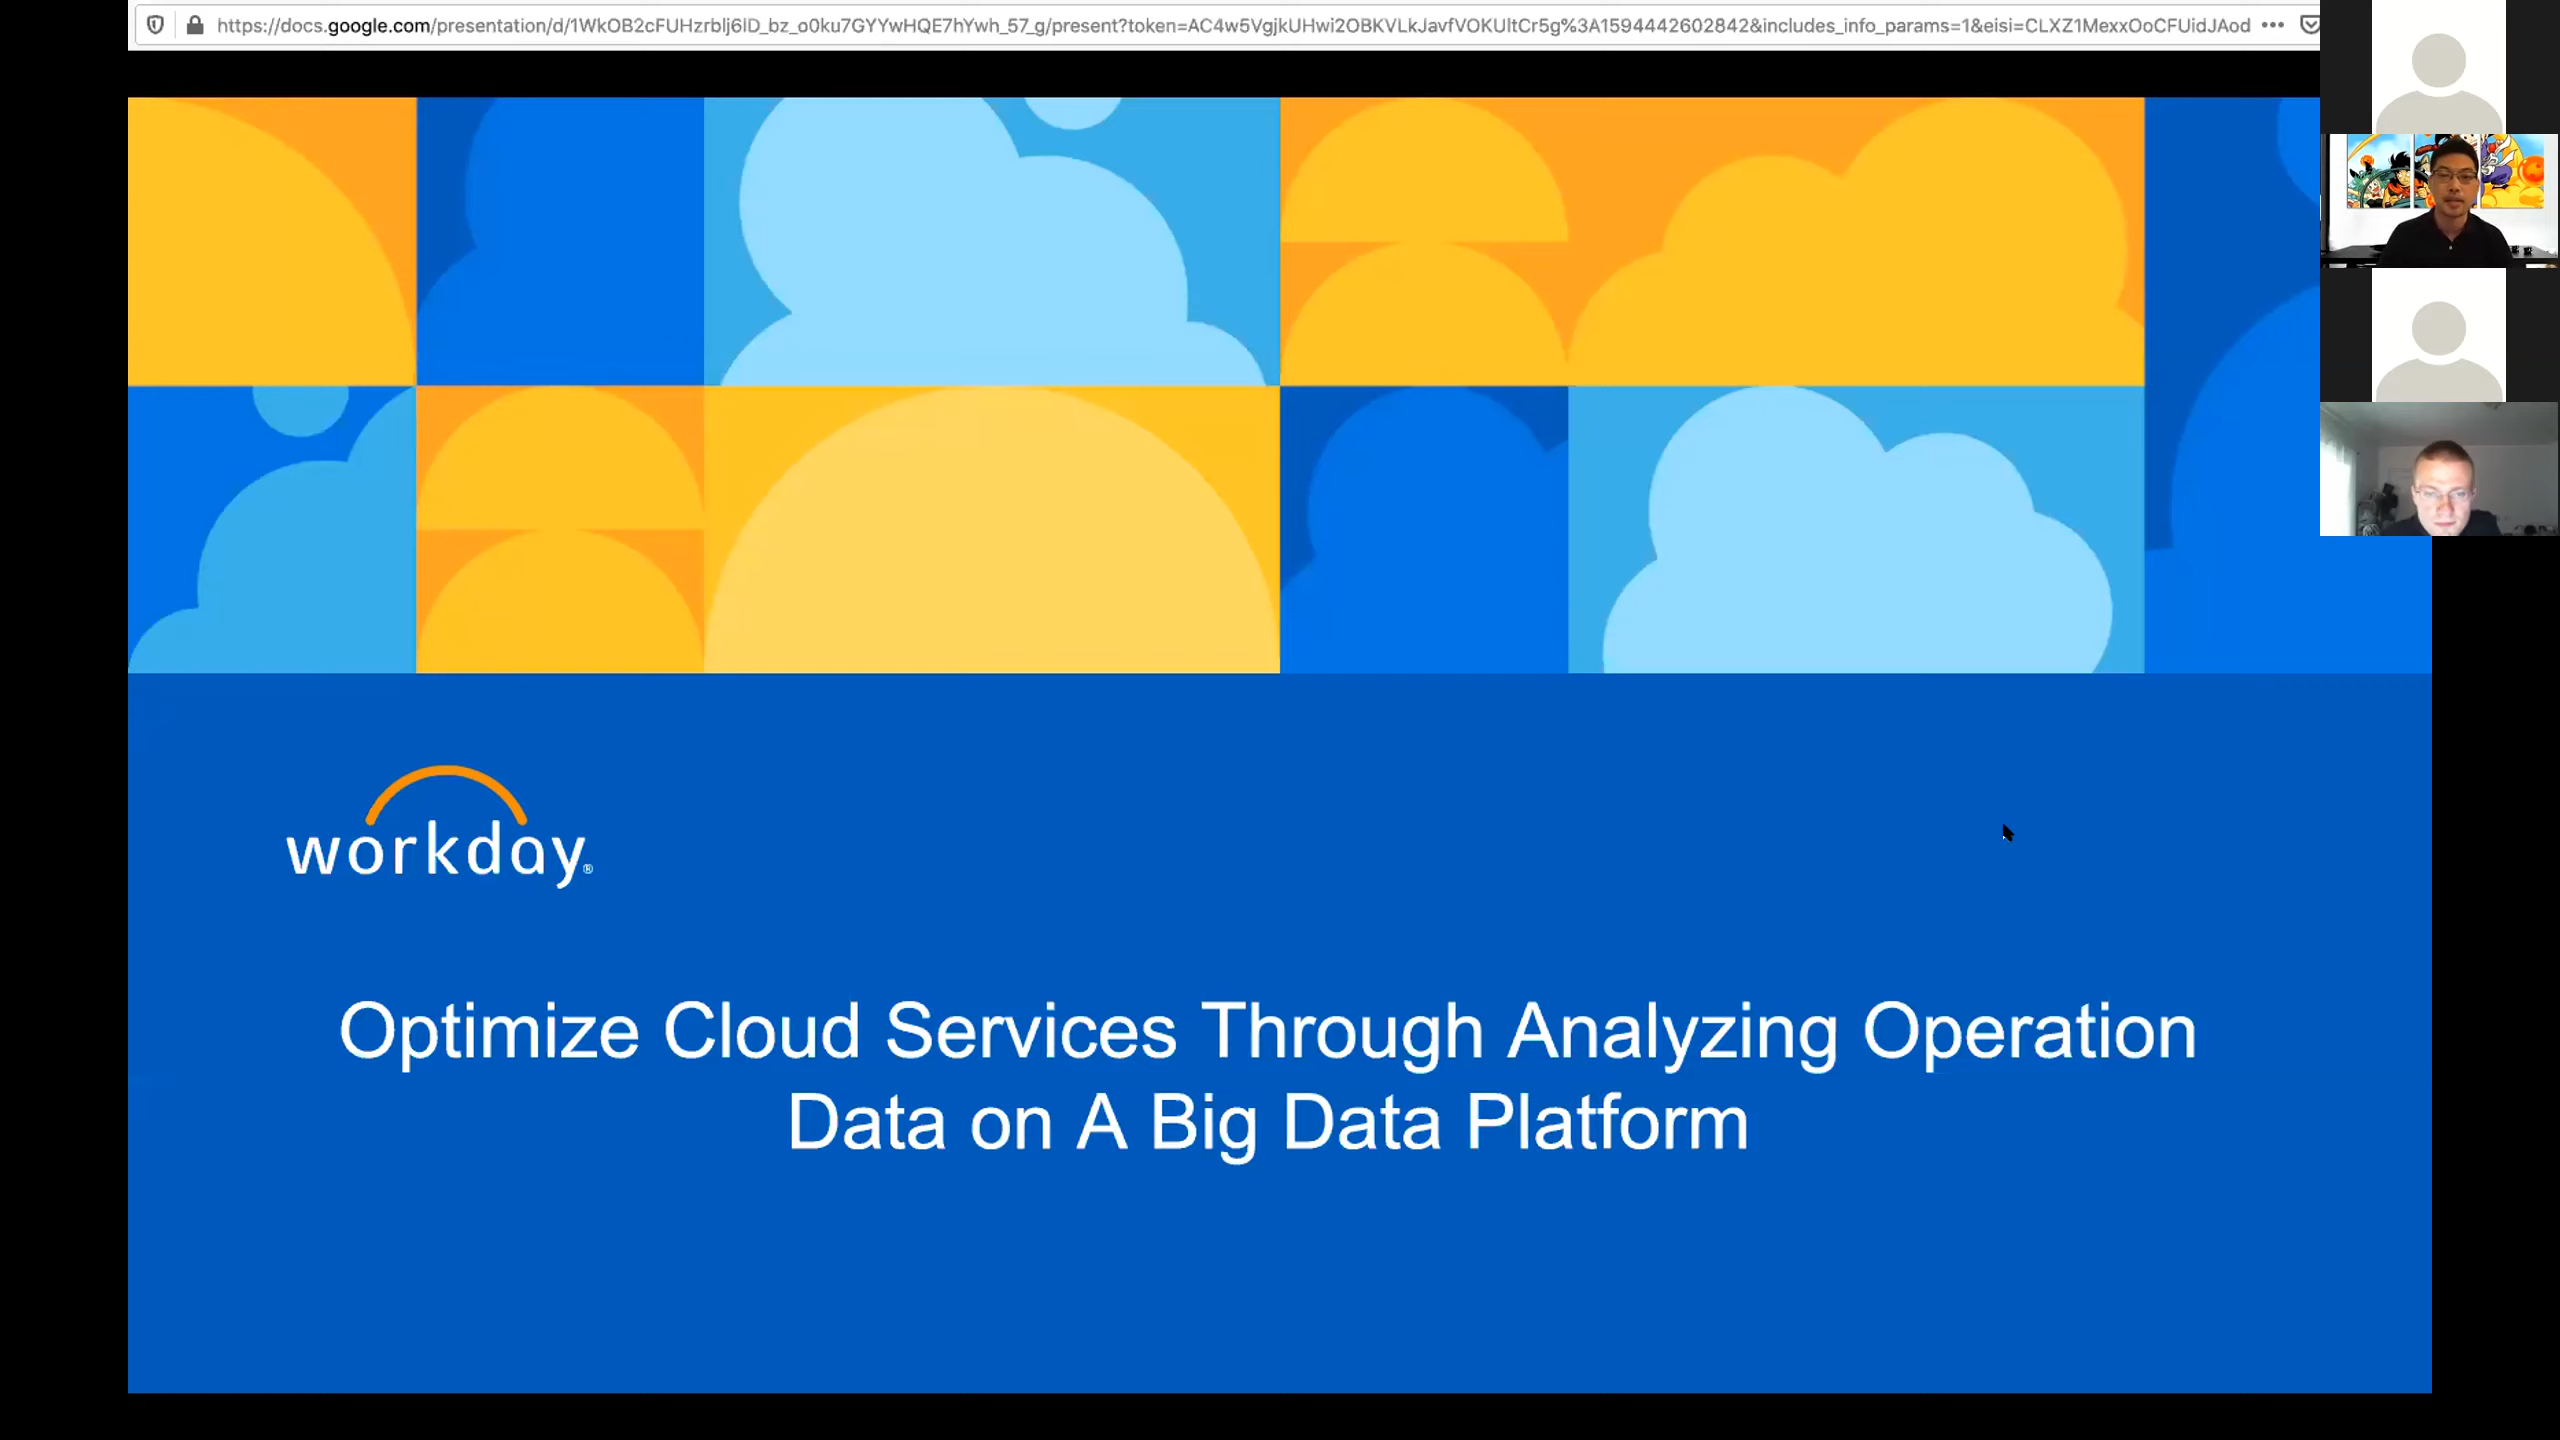 https://docs.google.com/presentation/d/1WkOB2cFUHzrblj6lD_bz_o0ku7GYYwHQE7hYwh_57_g/present?token=AC4w5VgjkUHwi2OBKVLkJavfVOKUltCr5g%3A1594442602842&includes_info_params=1&eisi=CLXZ1MexxOoCFUidJAod
workday®
Optimize Cloud Services Through Analyzing Operation
Data on A Big Data Platform